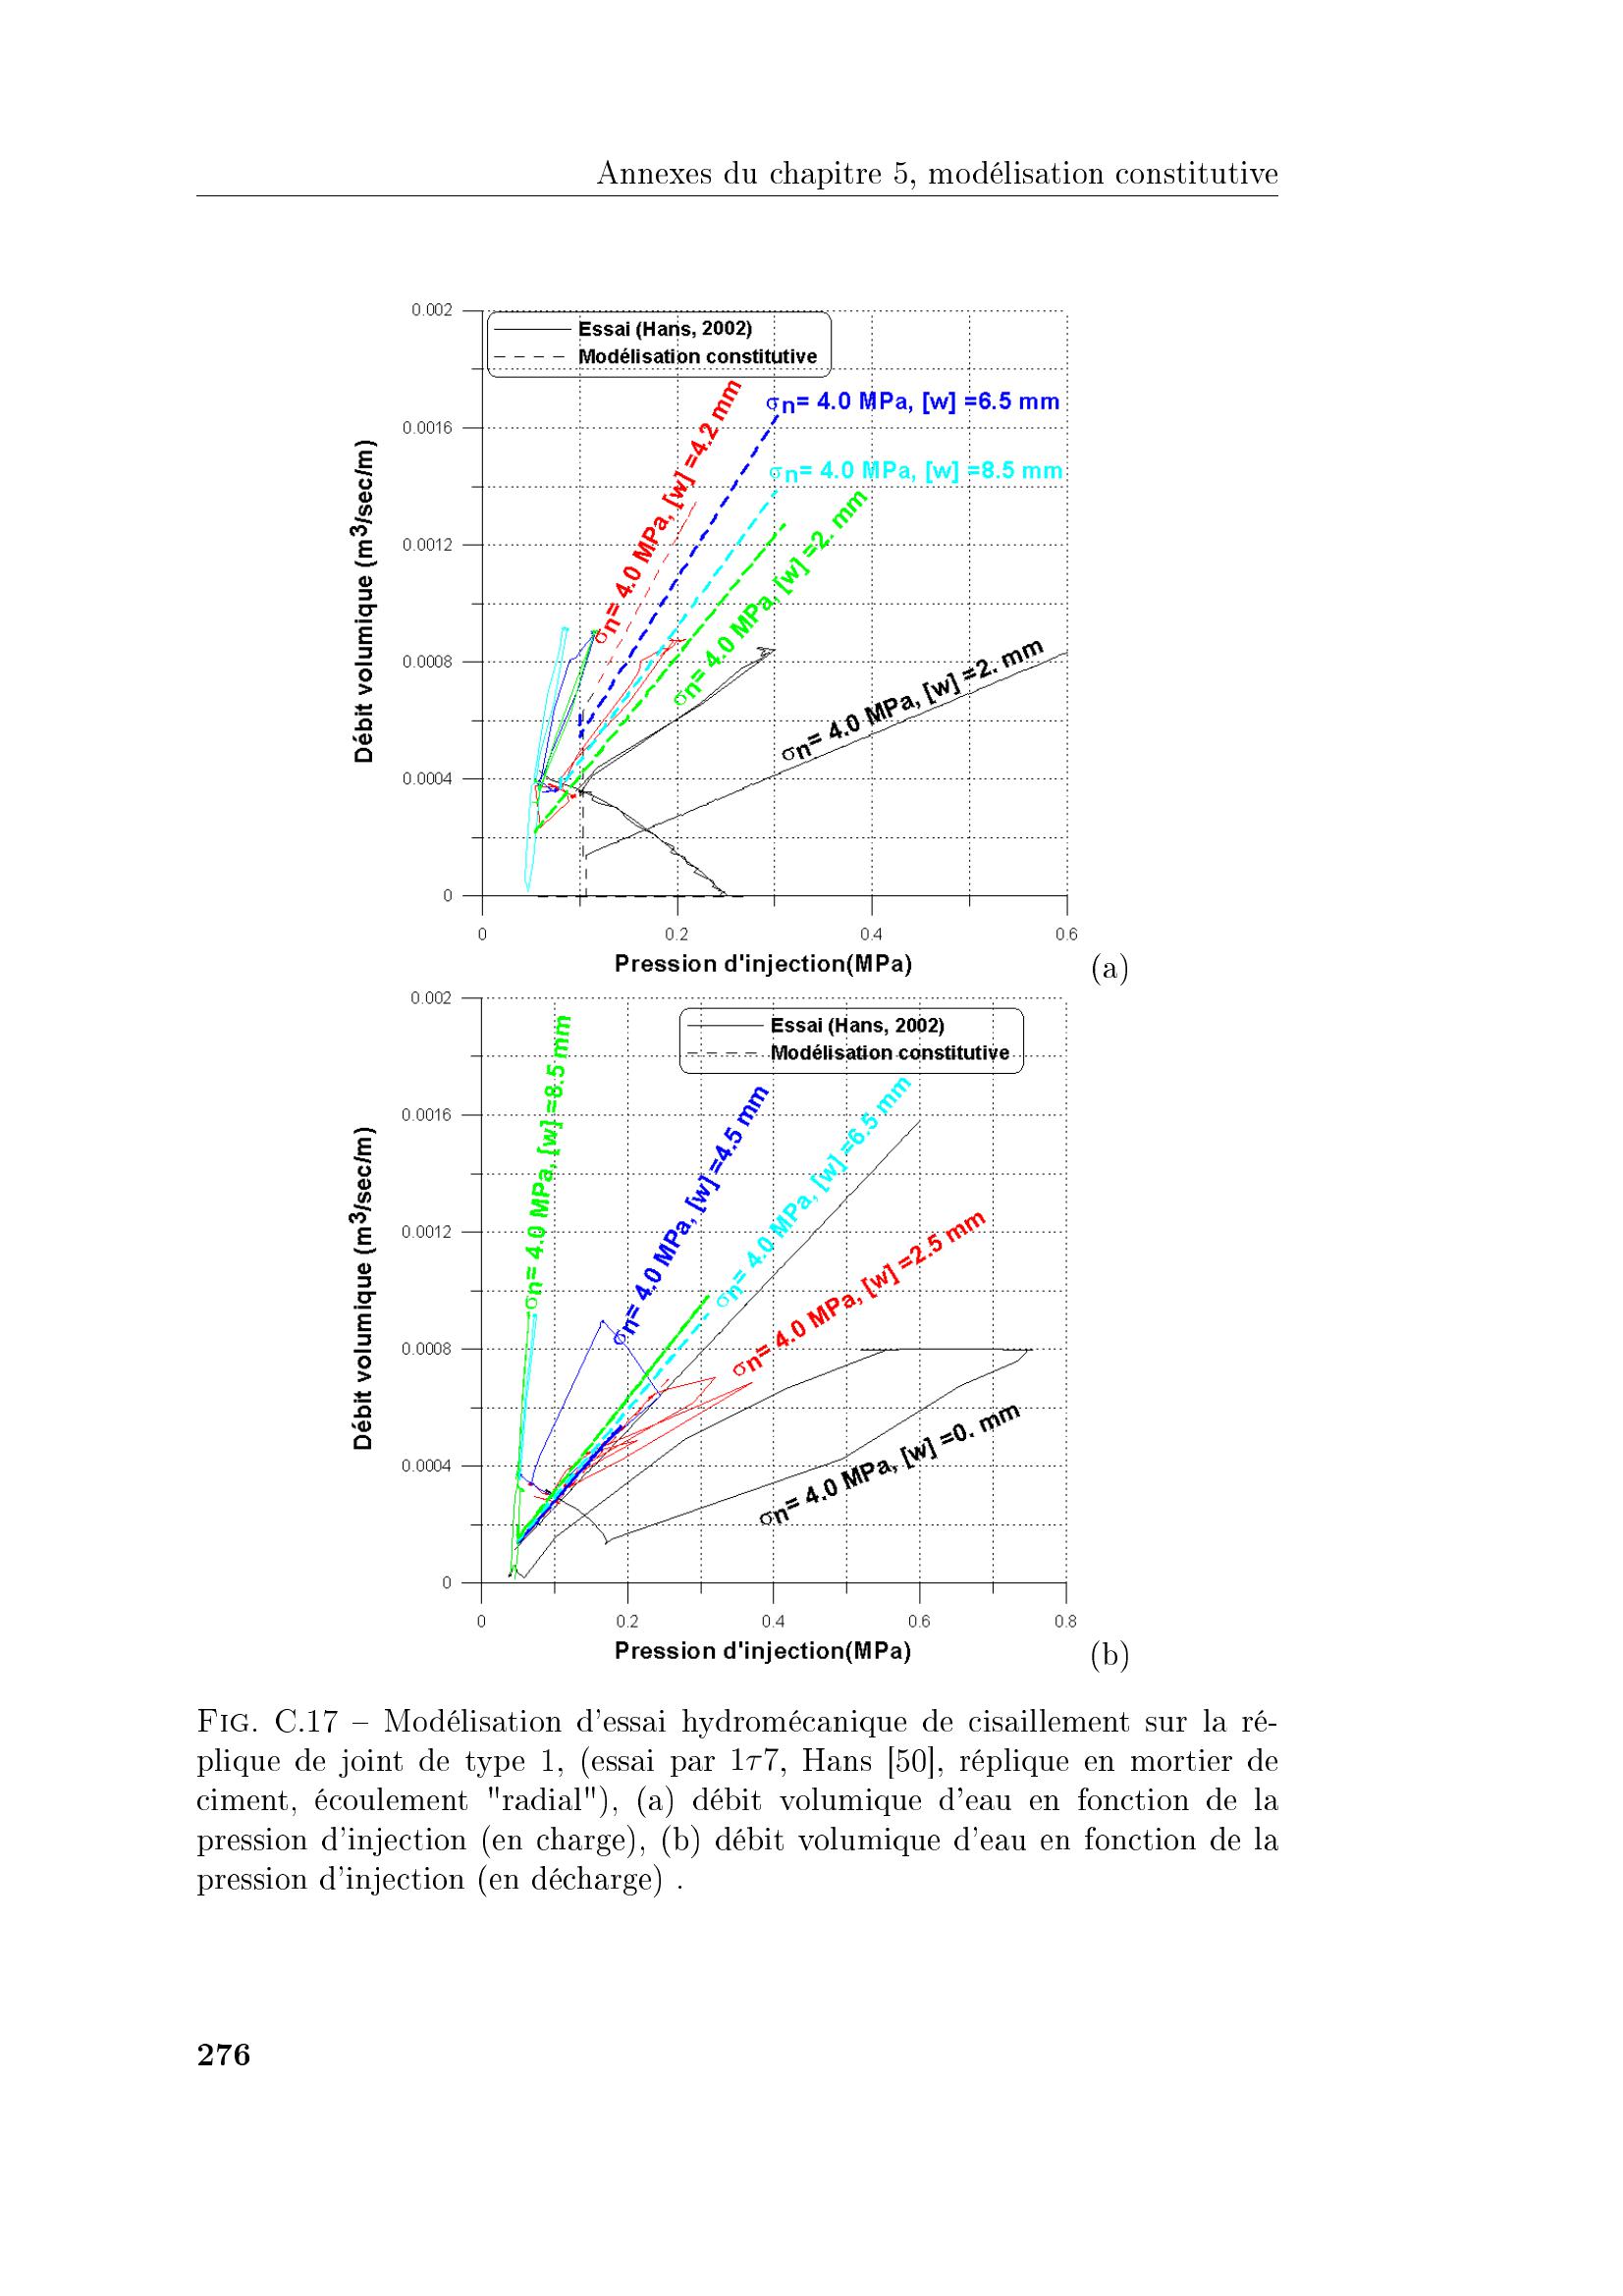 Annexes du chapitre 5, modélisation constitutive
0.002
0.0016
0.0012
0.0008
0.0004
0
Débit volumique (m3/sec/m)
Essai (Hans, 2002)
Modélisation constitutive
σn= 4.0 MPa, [w] =4.2 mm
σn= 4.0 MPa, [w] =6.5 mm
σn= 4.0 MPa, [w] =8.5 mm
σn= 4.0 MPa, [w] =2. mm
σn= 4.0 MPa, [w] =2. mm
0 0.2 0.4 0.6
Pression d'injection(MPa)
(a)
0.002
0.0016
0.0012
0.0008
0.0004
0
Débit volumique (m3/sec/m)
Essai (Hans, 2002)
Modélisation constitutive
σn= 4.0 MPa, [w] =8.5 mm
σn= 4.0 MPa, [w] =4.5 mm
σn= 4.0 MPa, [w] =6.5 mm
σn= 4.0 MPa, [w] =2.5 mm
σn= 4.0 MPa, [w] =0. mm
0 0.2 0.4 0.6 0.8
Pression d'injection(MPa)
(b)
FIG. C.17 – Modélisation d'essai hydromécanique de cisaillement sur la ré-
plique de joint de type 1, (essai par 1τ7, Hans [50], réplique en mortier de
ciment, écoulement "radial"), (a) débit volumique d'eau en fonction de la
pression d'injection (en charge), (b) débit volumique d'eau en fonction de la
pression d'injection (en décharge) .
276